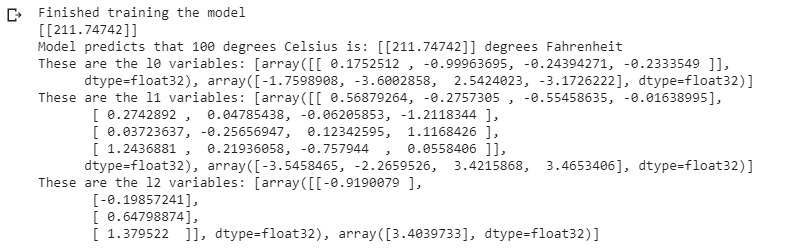 Finished training the model
[[211.74742]]
Model predicts that 100 degrees Celsius is: [[211.74742]] degrees Fahrenheit
These are the l0 variables: [array([[ 0.1752512 , -0.99963695, -0.24394271, -0.2333549 ]],
      dtype=float32), array([-1.7598908, -3.6002858,  2.5424023, -3.1726222], dtype=float32)]
These are the l1 variables: [array([[ 0.56879264, -0.2757305 , -0.55458635, -0.01638995],
       [ 0.2742892 ,  0.04785438, -0.06205853, -1.2118344 ],
       [ 0.03723637, -0.25656947,  0.12342595,  1.1168426 ],
       [ 1.2436881 ,  0.21936058, -0.757944  ,  0.0558406 ]],
      dtype=float32), array([-3.5458465, -2.2659526,  3.4215868,  3.4653406], dtype=float32)]
These are the l2 variables: [array([[-0.9190079 ],
       [-0.19857241],
       [ 0.64798874],
       [ 1.379522  ]], dtype=float32), array([3.4039733], dtype=float32)]